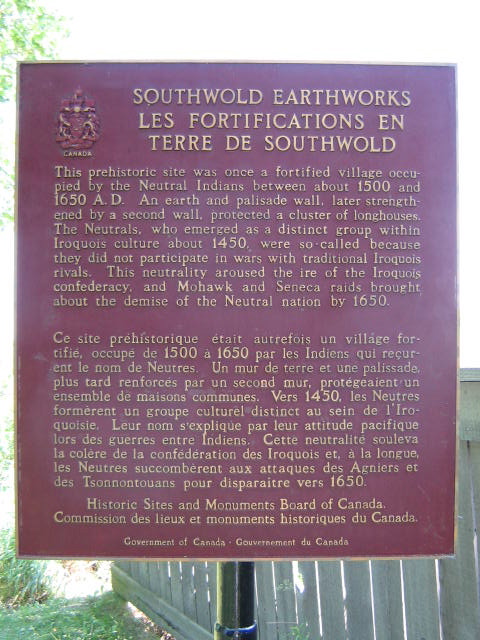 CANADA
SOUTHWOLD EARTHWORKS
LES FORTIFICATIONS EN
TERRE DE SOUTHWOLD
This prehistoric site was once a fortified village occu-
pied by the Neutral Indians between about 1500 and
1650 A.D. An earth and palisade wall, later strength-
ened by a second wall, protected a cluster of longhouses.
The Neutrals, who emerged as a distinct group within
Iroquois culture about 1450, were so-called because
they did not participate in wars with traditional Iroquois
rivals. This neutrality aroused the ire of the Iroquois
confederacy, and Mohawk and Seneca raids brought
about the demise of the Neutral nation by 1650.
Ce site préhistorique était autrefois un village for-
tifié, occupé de 1500 à 1650 par les Indiens qui reçur-
ent le nom de Neutres. Un mur de terre et une palissade,
plus tard renforcés par un second mur, protégeaient un
ensemble de maisons communes. Vers 1450, les Neutres
formèrent un groupe culturel distinct au sein de l'Iro-
quoisie. Leur nom s'explique par leur attitude pacifique
lors des guerres entre Indiens. Cette neutralité souleva
la colère de la confédération des Iroquois et, à la longue,
les Neutres succombèrent aux attaques des Agniers et
des Tsonnontouans pour disparaitre vers 1650.
Historic Sites and Monuments Board of Canada.
Commission des lieux et monuments historiques du Canada.
Government of Canada - Gouvernement du Canada